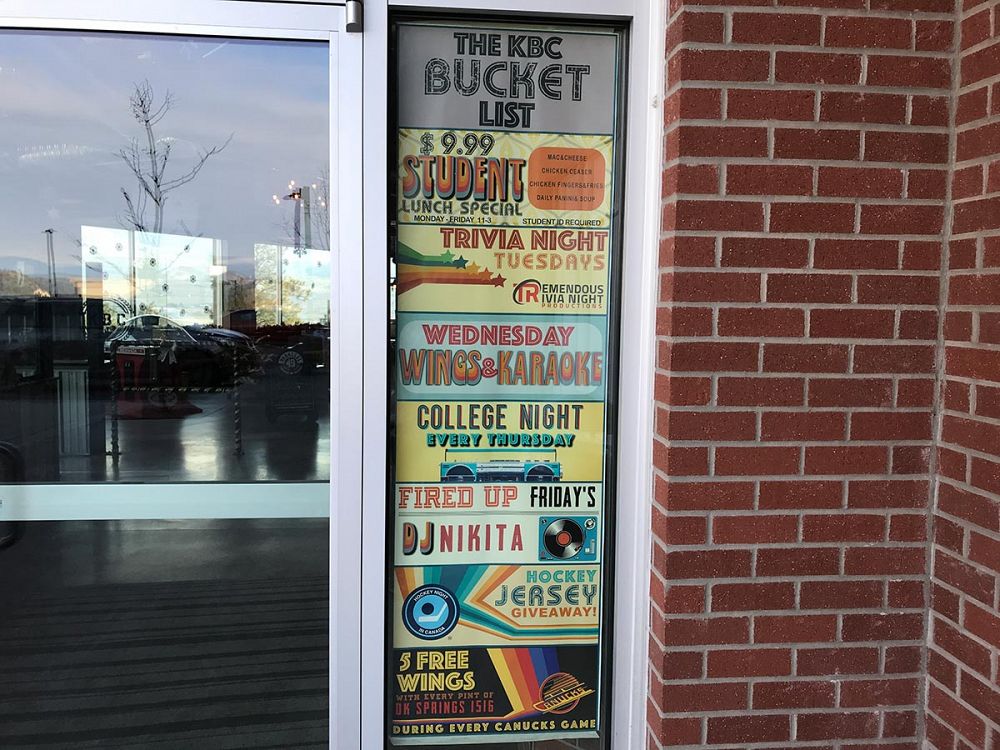 THE KBC
BUCKET
LIST
$9.99
STUDENT
LUNCH SPECIAL
MONDAY - FRIDAY 11-3
MAC&CHEESE
CHICKEN CEASER
CHICKEN FINGERS&FRIES
DAILY PANINI& SOUP
STUDENT ID REQUIRED
TRIVIA NIGHT
TUESDAYS
TREMENDOUS
TRIVIA NIGHT
PRODUCTIONS
WEDNESDAY
WINGS&KARAOKE
COLLEGE NIGHT
EVERY THURSDAY
FIRED UP FRIDAY'S
DJ NIKITA
HOCKEY NIGHT
IN CANADA
HOCKEY
JERSEY
GIVEAWAY!
5 FREE
WINGS
WITH EVERY PINT OF
OK SPRINGS 1516
CANUCKS
DURING EVERY CANUCKS GAME